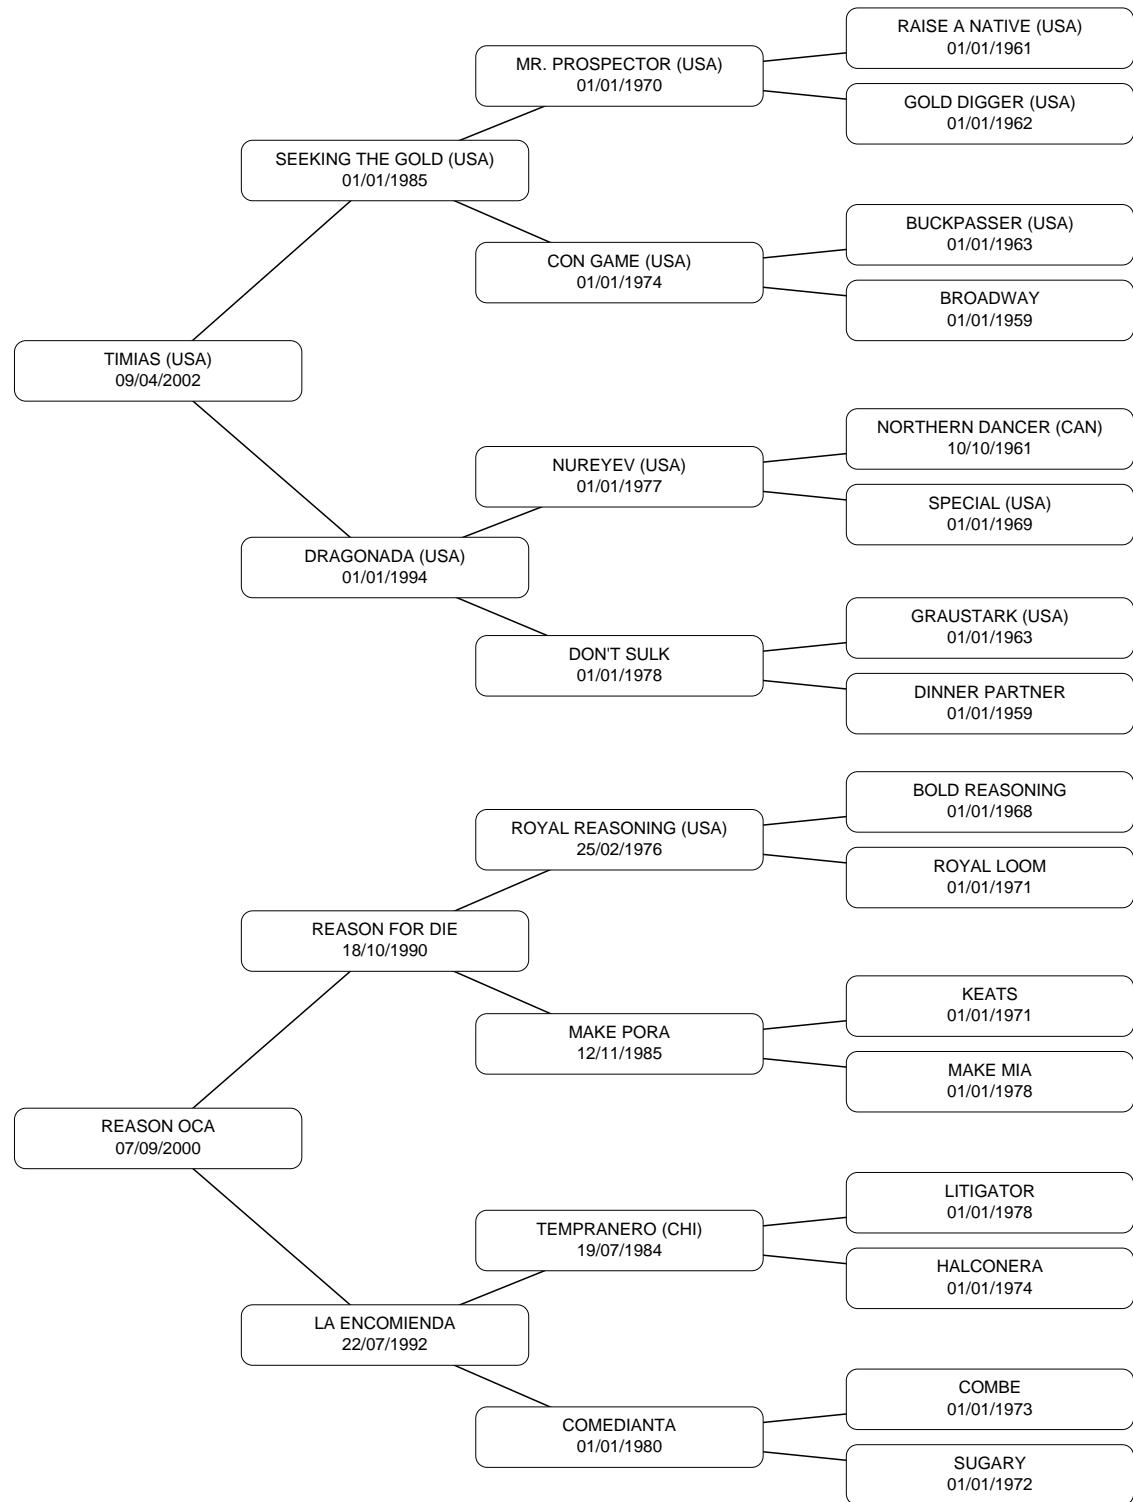 RAISE A NATIVE (USA)
01/01/1961
MR. PROSPECTOR (USA)
01/01/1970
GOLD DIGGER (USA)
01/01/1962
SEEKING THE GOLD (USA)
01/01/1985
BUCKPASSER (USA)
01/01/1963
CON GAME (USA)
01/01/1974
BROADWAY
01/01/1959
TIMIAS (USA)
09/04/2002
NORTHERN DANCER (CAN)
10/10/1961
NUREYEV (USA)
01/01/1977
SPECIAL (USA)
01/01/1969
DRAGONADA (USA)
01/01/1994
GRAUSTARK (USA)
01/01/1963
DON'T SULK
01/01/1978
DINNER PARTNER
01/01/1959
BOLD REASONING
01/01/1968
ROYAL REASONING (USA)
25/02/1976
ROYAL LOOM
01/01/1971
REASON FOR DIE
18/10/1990
KEATS
01/01/1971
MAKE PORA
12/11/1985
MAKE MIA
01/01/1978
REASON OCA
07/09/2000
LITIGATOR
01/01/1978
TEMPRANERO (CHI)
19/07/1984
HALCONERA
01/01/1974
LA ENCOMIENDA
22/07/1992
COMBE
01/01/1973
COMEDIANTA
01/01/1980
SUGARY
01/01/1972